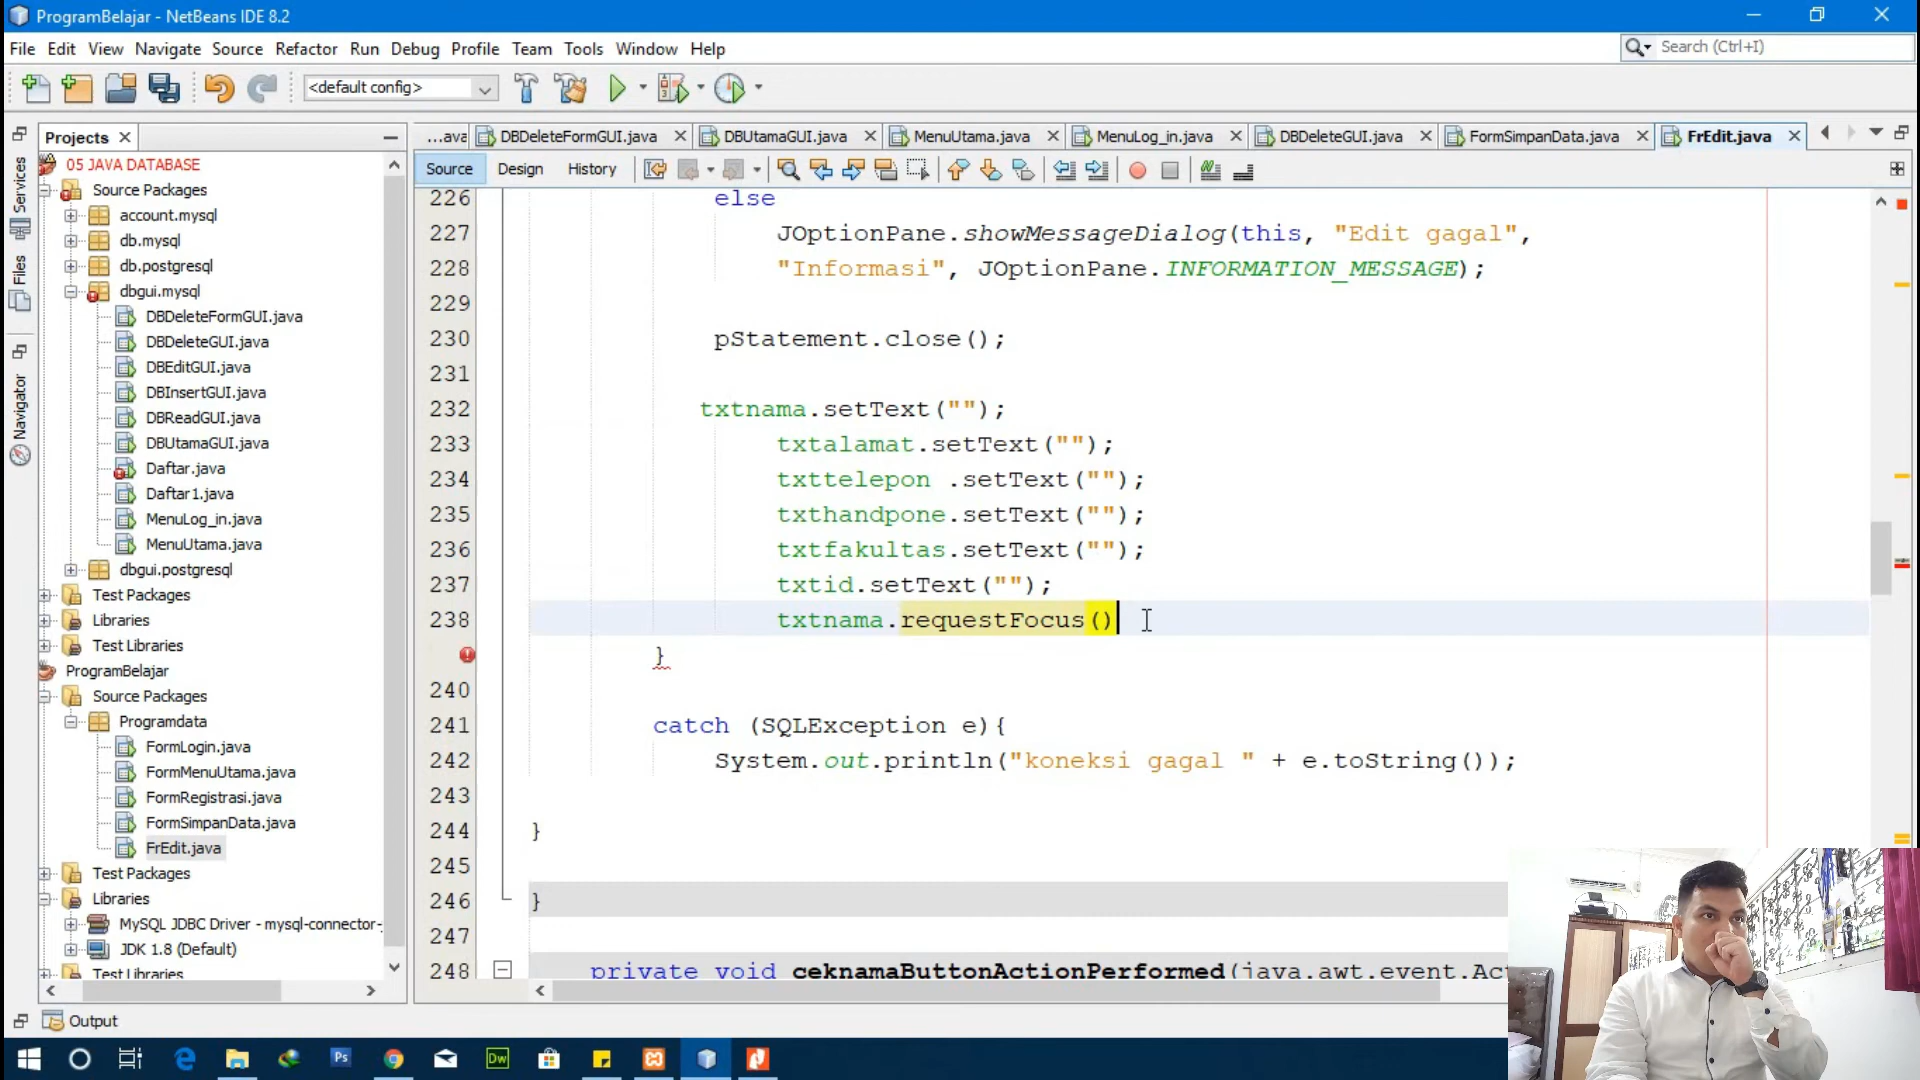 ProgramBelajar - NetBeans IDE 8.2
File Edit View Navigate Source Refactor Run Debug Profile Team Tools Window Help
Search (Ctrl+I)
<default config>
Projects
...ava DBDeleteFormGUI.java DBUtamaGUI.java MenuUtama.java MenuLog_in.java DBDeleteGUI.java FormSimpanData.java FrEdit.java
Source Design History
Services
Files
Navigator
05 JAVA DATABASE
Source Packages
account.mysql
db.mysql
db.postgresql
dbgui.mysql
DBDeleteFormGUI.java
DBDeleteGUI.java
DBEditGUI.java
DBInsertGUI.java
DBReadGUI.java
DBUtamaGUI.java
Daftar.java
Daftar1.java
MenuLog_in.java
MenuUtama.java
dbgui.postgresql
Test Packages
Libraries
Test Libraries
ProgramBelajar
Source Packages
Programdata
FormLogin.java
FormMenuUtama.java
FormRegistrasi.java
FormSimpanData.java
FrEdit.java
Test Packages
Libraries
MySQL JDBC Driver - mysql-connector-
JDK 1.8 (Default)
Test Libraries
226 else
227 JOptionPane.showMessageDialog(this, "Edit gagal",
228 "Informasi", JOptionPane.INFORMATION_MESSAGE);
229
230 pStatement.close();
231
232 txtnama.setText("");
233 txtalamat.setText("");
234 txttelepon .setText("");
235 txthandpone.setText("");
236 txtfakultas.setText("");
237 txtid.setText("");
238 txtnama.requestFocus()
}
240
241 catch (SQLException e){
242 System.out.println("koneksi gagal " + e.toString());
243
244 }
245
246 }
247
248 private void ceknamaButtonActionPerformed(java.awt.event.Act
Output
Ps
Dw